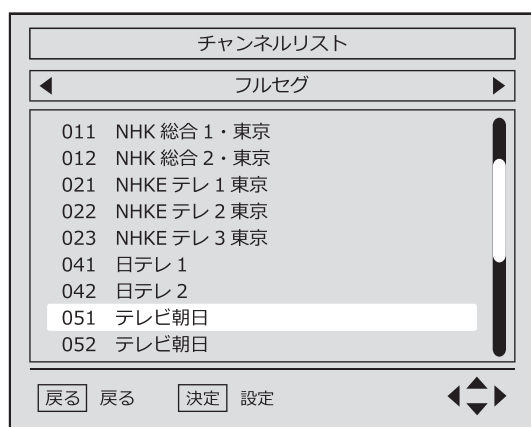 チャンネルリスト
フルセグ
011 NHK 総合 1・東京
012 NHK 総合 2・東京
021 NHKE テレ 1 東京
022 NHKE テレ 2 東京
023 NHKE テレ 3 東京
041 日テレ 1
042 日テレ 2
051 テレビ朝日
052 テレビ朝日
戻る 戻る 決定 設定